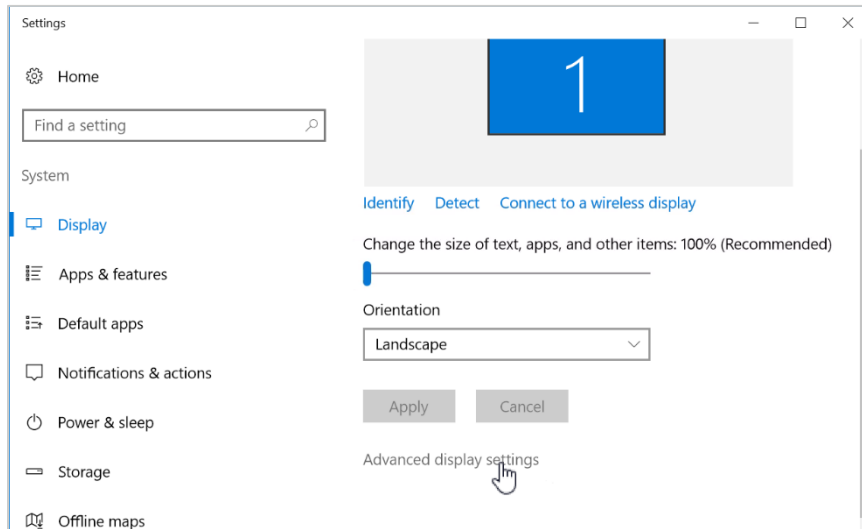 Settings
Home
Find a setting
System
Display
Apps & features
Default apps
Notifications & actions
Power & sleep
Storage
Offline maps
1
Identify Detect Connect to a wireless display
Change the size of text, apps, and other items: 100% (Recommended)
Orientation
Landscape
Apply Cancel
Advanced display settings